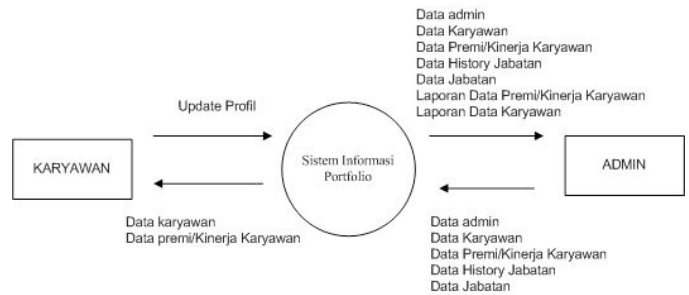 Data admin
Data Karyawan
Data Premi/Kinerja Karyawan
Data History Jabatan
Data Jabatan
Laporan Data Premi/Kinerja Karyawan
Laporan Data Karyawan
Update Profil
KARYAWAN
Sistem Informasi
Portfolio
ADMIN
Data karyawan
Data premi/Kinerja Karyawan
Data admin
Data Karyawan
Data Premi/Kinerja Karyawan
Data History Jabatan
Data Jabatan